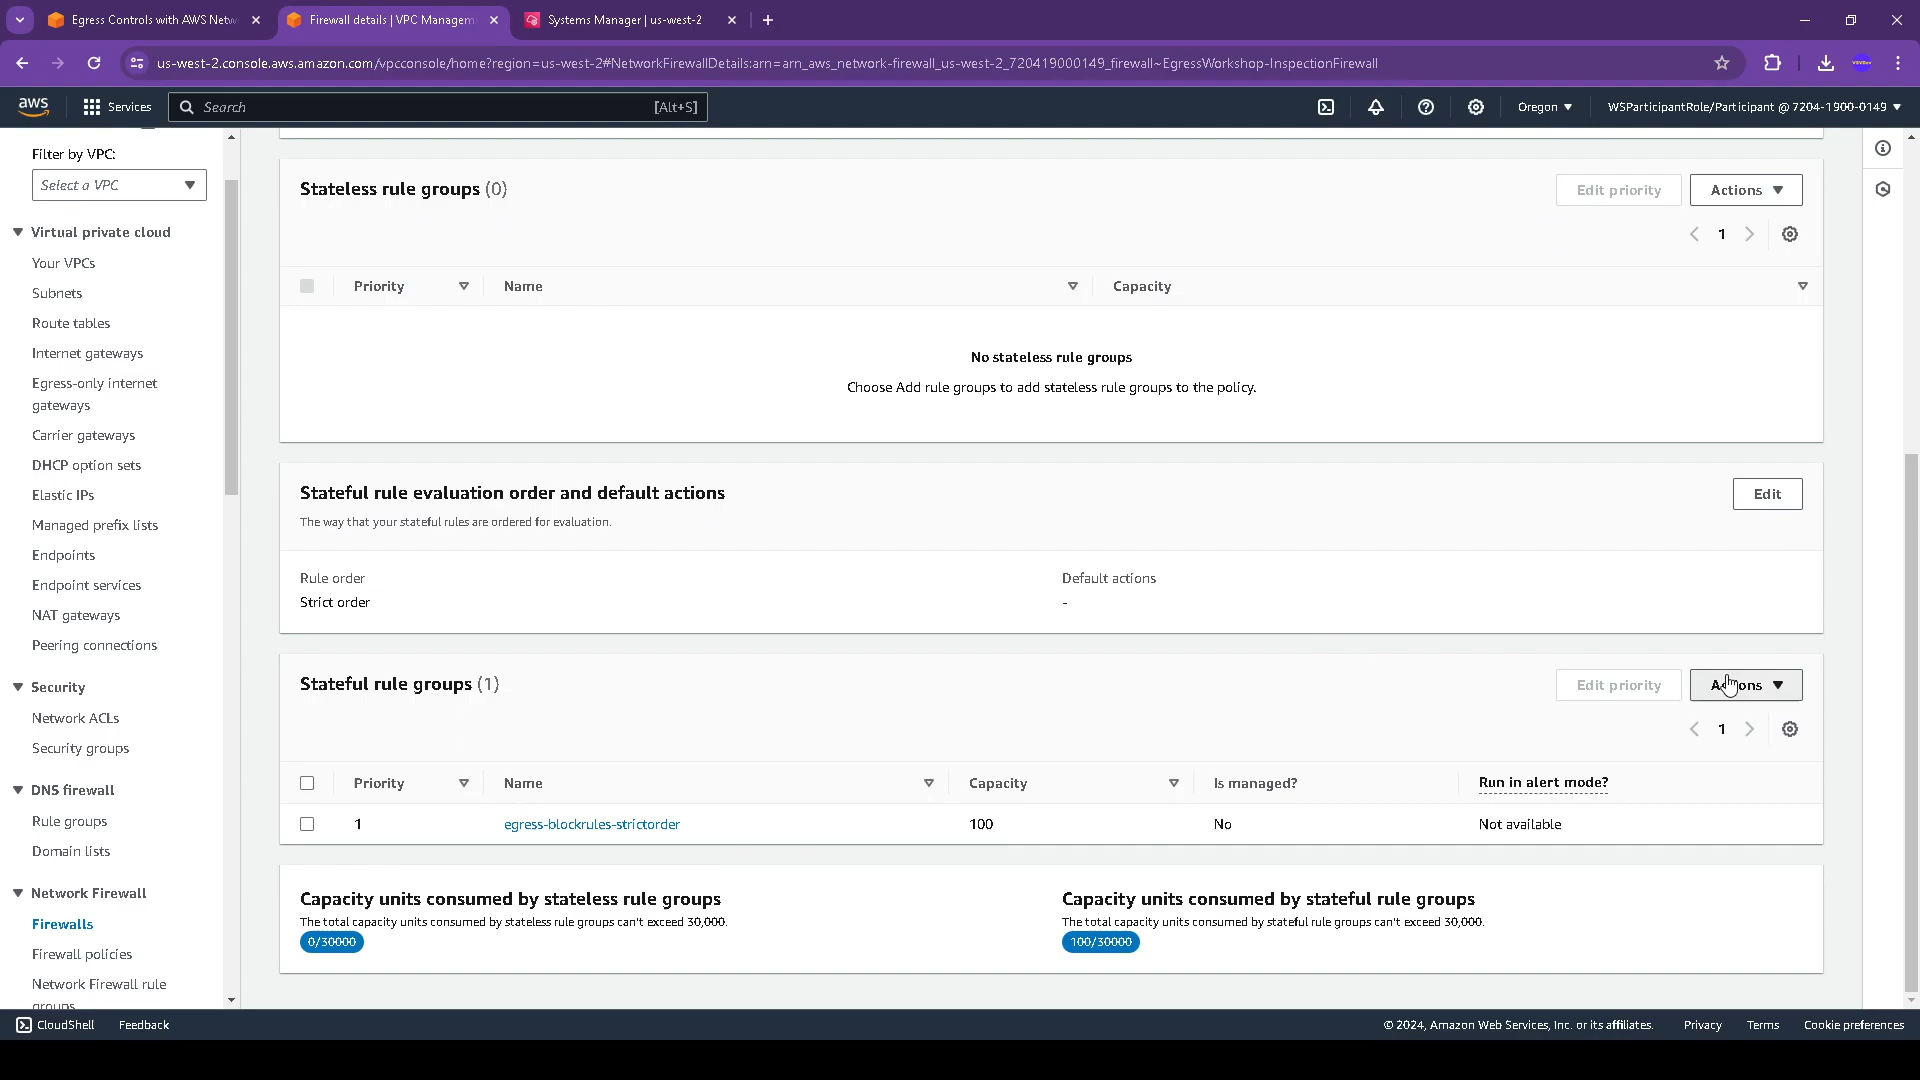 Egress Controls with AWS Netw
Firewall details | VPC Managem
Systems Manager | us-west-2
us-west-2.console.aws.amazon.com/vpcconsole/home?region=us-west-2#NetworkFirewallDetails:arn=arn_aws_network-firewall_us-west-2_720419000149_firewall~EgressWorkshop-InspectionFirewall
aws
Services
Search
[Alt+S]
Oregon
WSParticipantRole/Participant @ 7204-1900-0149
Filter by VPC:
Select a VPC
Virtual private cloud
Your VPCs
Subnets
Route tables
Internet gateways
Egress-only internet
gateways
Carrier gateways
DHCP option sets
Elastic IPs
Managed prefix lists
Endpoints
Endpoint services
NAT gateways
Peering connections
Security
Network ACLs
Security groups
DNS firewall
Rule groups
Domain lists
Network Firewall
Firewalls
Firewall policies
Network Firewall rule
groups
Stateless rule groups (0)
Edit priority
Actions
1
Priority
Name
Capacity
No stateless rule groups
Choose Add rule groups to add stateless rule groups to the policy.
Stateful rule evaluation order and default actions
Edit
The way that your stateful rules are ordered for evaluation.
Rule order
Default actions
Strict order
-
Stateful rule groups (1)
Edit priority
Actions
1
Priority
Name
Capacity
Is managed?
Run in alert mode?
1
egress-blockrules-strictorder
100
No
Not available
Capacity units consumed by stateless rule groups
The total capacity units consumed by stateless rule groups can't exceed 30,000.
0/30000
Capacity units consumed by stateful rule groups
The total capacity units consumed by stateful rule groups can't exceed 30,000.
100/30000
CloudShell
Feedback
© 2024, Amazon Web Services, Inc. or its affiliates.
Privacy
Terms
Cookie preferences